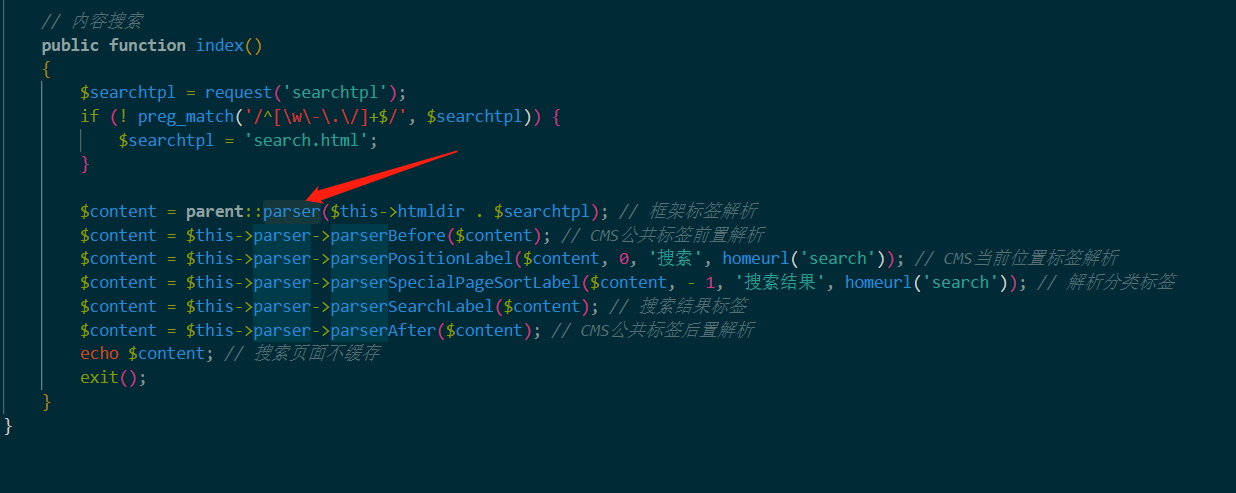 // 内容搜索
public function index()
{
$searchtpl = request('searchtpl');
if (! preg_match('/^[\w\-\.\/]+$/', $searchtpl)) {
$searchtpl = 'search.html';
}
$content = parent::parser($this->htmldir . $searchtpl); // 框架标签解析
$content = $this->parser->parserBefore($content); // CMS公共标签前置解析
$content = $this->parser->parserPositionLabel($content, 0, '搜索', homeurl('search')); // CMS当前位置标签解析
$content = $this->parser->parserSpecialPageSortLabel($content, - 1, '搜索结果', homeurl('search')); // 解析分类标签
$content = $this->parser->parserSearchLabel($content); // 搜索结果标签
$content = $this->parser->parserAfter($content); // CMS公共标签后置解析
echo $content; // 搜索页面不缓存
exit();
}
}